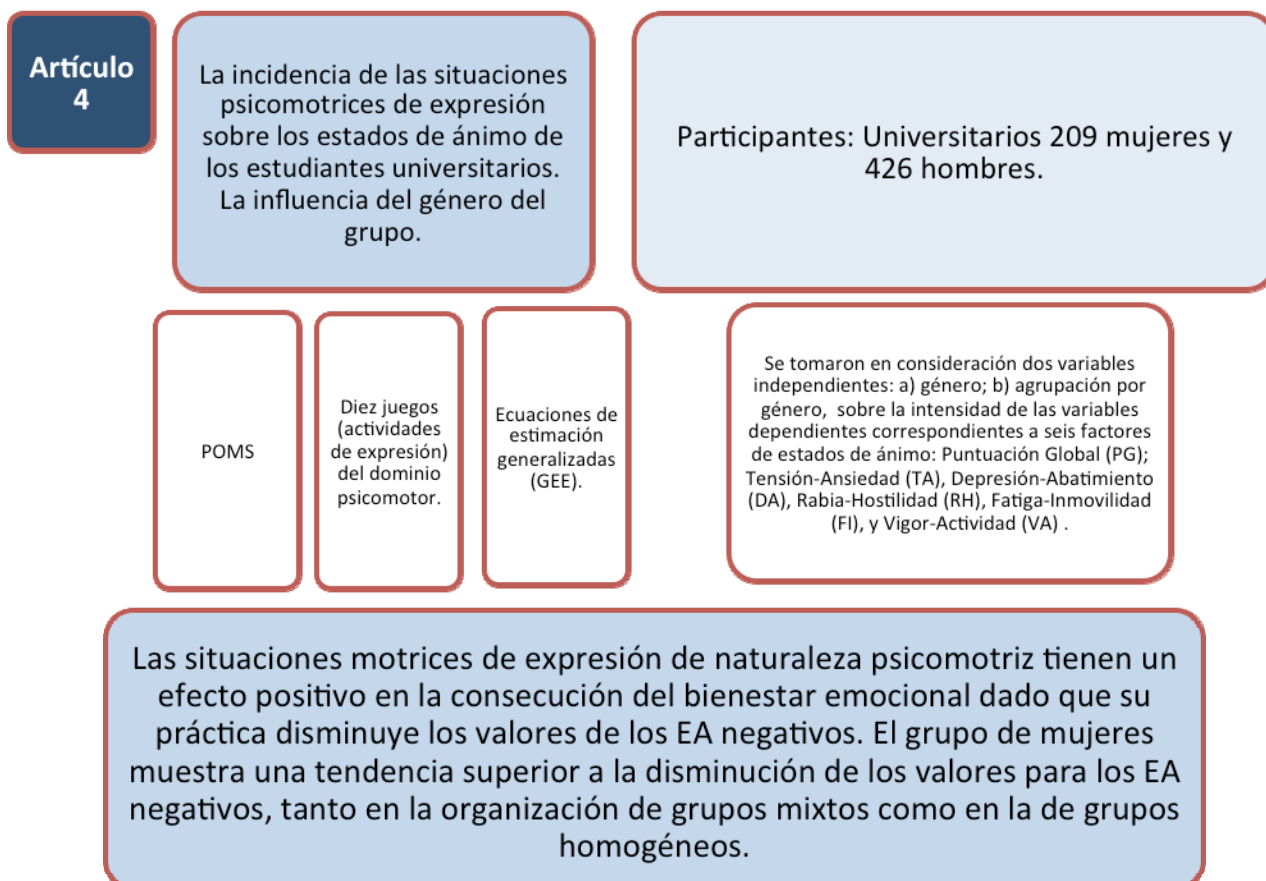 Artículo
4
La incidencia de las situaciones
psicomotrices de expresión
sobre los estados de ánimo de
los estudiantes universitarios.
La influencia del género del
grupo.
Participantes: Universitarios 209 mujeres y
426 hombres.
POMS
Diez juegos
(actividades
de expresión)
del dominio
psicomotor.
Ecuaciones de
estimación
generalizadas
(GEE).
Se tomaron en consideración dos variables
independientes: a) género; b) agrupación por
género, sobre la intensidad de las variables
dependientes correspondientes a seis factores
de estados de ánimo: Puntuación Global (PG);
Tensión-Ansiedad (TA), Depresión-Abatimiento
(DA), Rabia-Hostilidad (RH), Fatiga-Inmovilidad
(FI), y Vigor-Actividad (VA) .
Las situaciones motrices de expresión de naturaleza psicomotriz tienen un
efecto positivo en la consecución del bienestar emocional dado que su
práctica disminuye los valores de los EA negativos. El grupo de mujeres
muestra una tendencia superior a la disminución de los valores para los EA
negativos, tanto en la organización de grupos mixtos como en la de grupos
homogéneos.